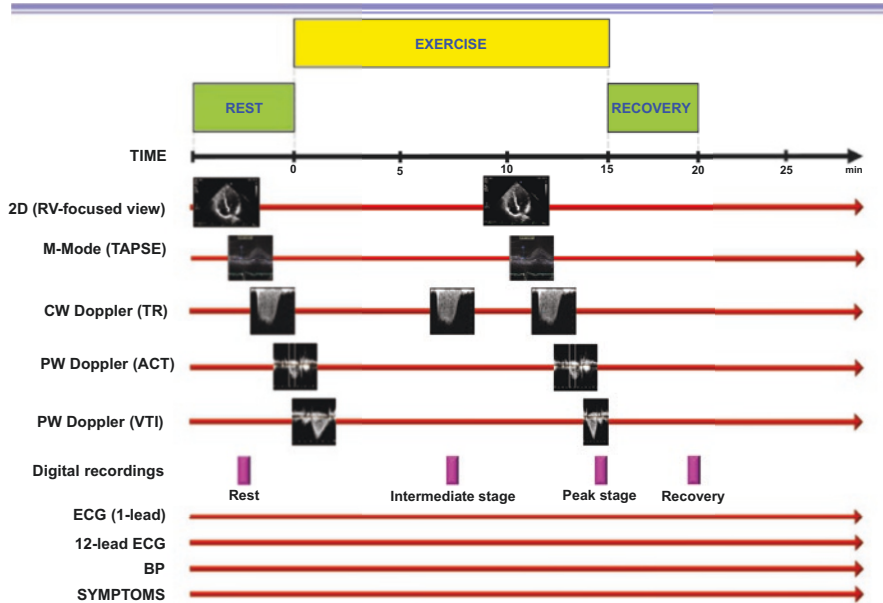 EXERCISE
REST
RECOVERY
TIME
0
5
10
15
20
25
min
2D (RV-focused view)
M-Mode (TAPSE)
CW Doppler (TR)
PW Doppler (ACT)
PW Doppler (VTI)
Digital recordings
Rest
Intermediate stage
Peak stage
Recovery
ECG (1-lead)
12-lead ECG
BP
SYMPTOMS